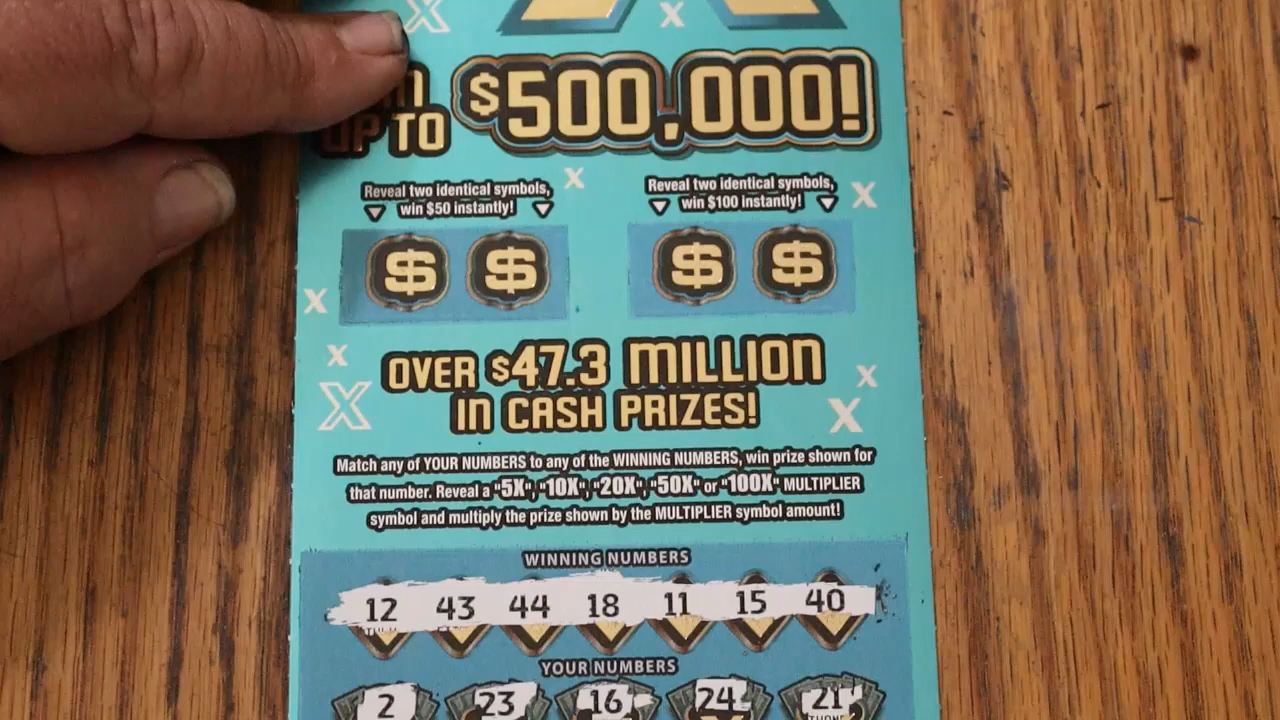 UP TO $500,000!
Reveal two identical symbols,
win $50 instantly!
Reveal two identical symbols,
win $100 instantly!
$ $ $ $
OVER $47.3 MILLION
IN CASH PRIZES!
Match any of YOUR NUMBERS to any of the WINNING NUMBERS, win prize shown for
that number. Reveal a "5X", "10X", "20X", "50X" or "100X" MULTIPLIER
symbol and multiply the prize shown by the MULTIPLIER symbol amount!
WINNING NUMBERS
12 43 44 18 11 15 40
YOUR NUMBERS
2 23 16 24 21